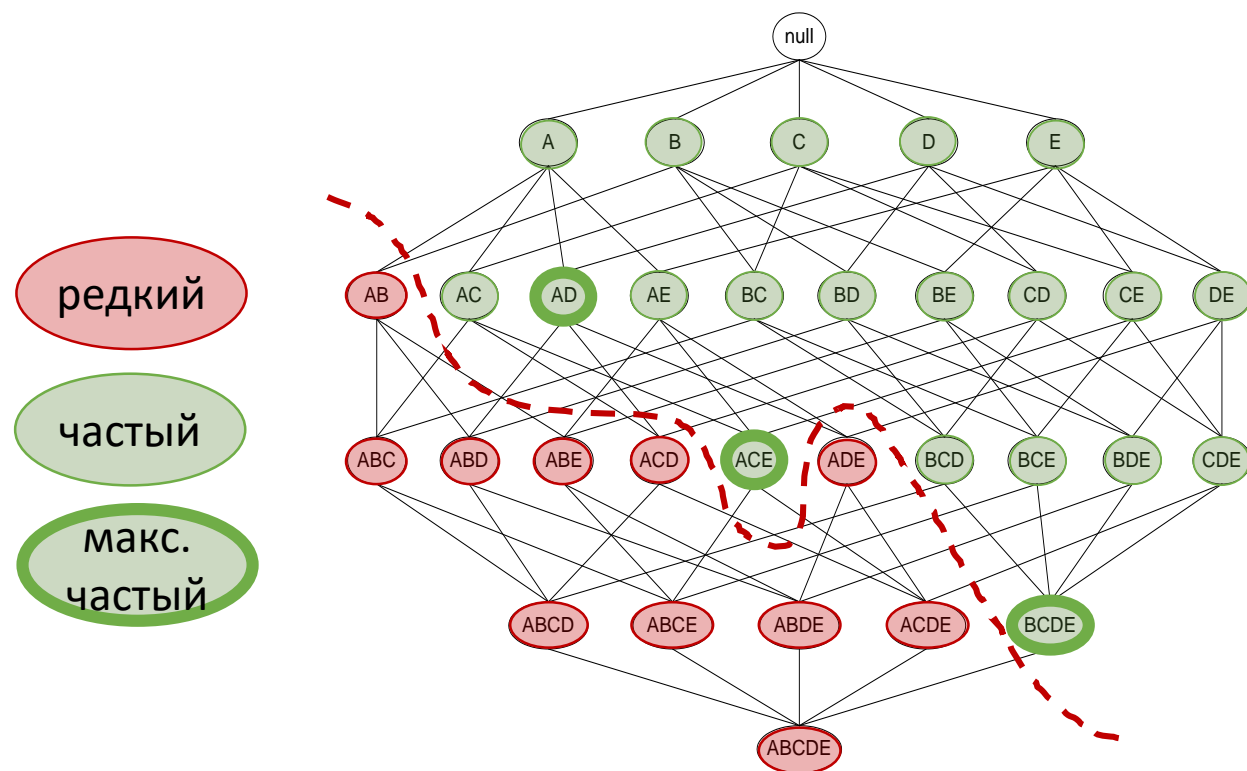 null
A B C D E
редкий
AB AC AD AE BC BD BE CD CE DE
частый
ABC ABD ABE ACD ACE ADE BCD BCE BDE CDE
макс.
частый
ABCD ABCE ABDE ACDE BCDE
ABCDE